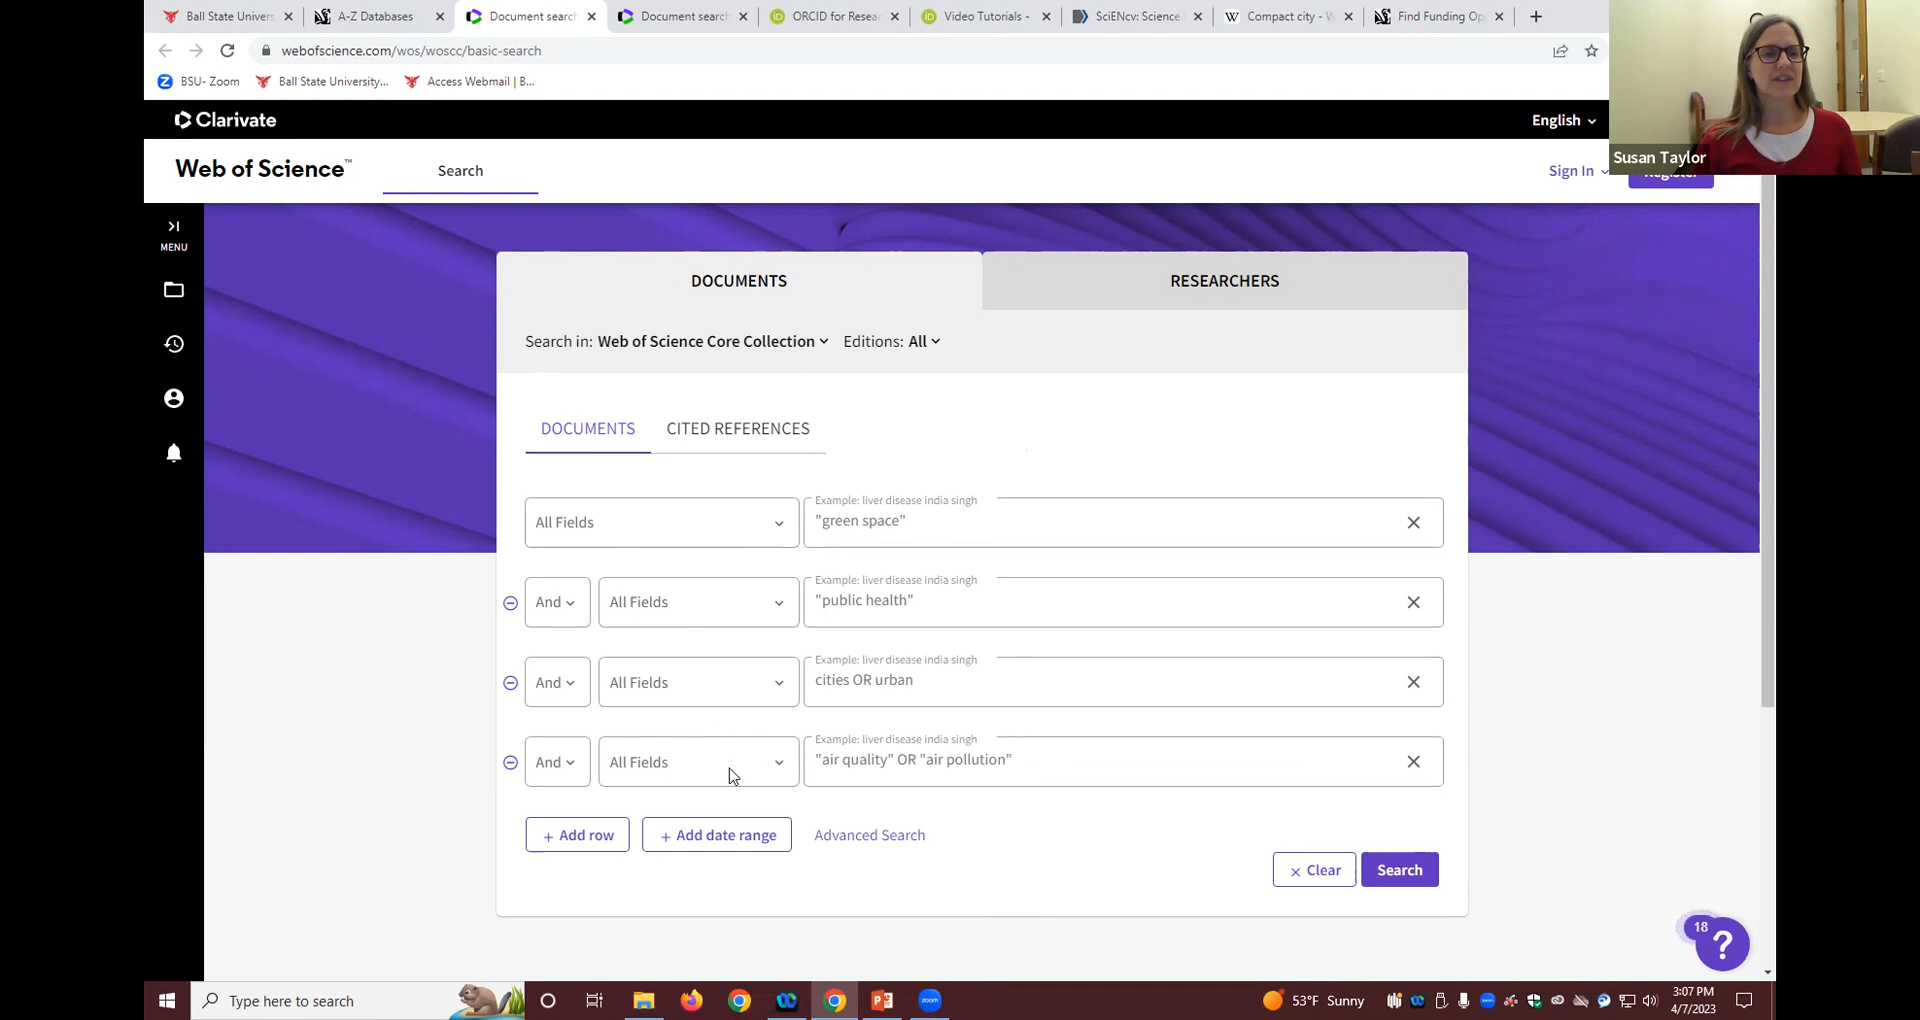 Ball State Univers
A-Z Databases
Document search
Document search
ORCID for Resea
Video Tutorials -
SciENcv: Science
Compact city - W
Find Funding Op
webofscience.com/wos/woscc/basic-search
BSU- Zoom
Ball State University...
Access Webmail | B...
Clarivate
English
Web of Science™
Search
Sign In
Register
Susan Taylor
MENU
DOCUMENTS
RESEARCHERS
Search in: Web of Science Core Collection
Editions: All
DOCUMENTS
CITED REFERENCES
All Fields
Example: liver disease india singh
"green space"
And
All Fields
Example: liver disease india singh
"public health"
And
All Fields
Example: liver disease india singh
cities OR urban
And
All Fields
Example: liver disease india singh
"air quality" OR "air pollution"
+ Add row
+ Add date range
Advanced Search
× Clear
Search
18
?
Type here to search
zoom
53°F Sunny
3:07 PM
4/7/2023